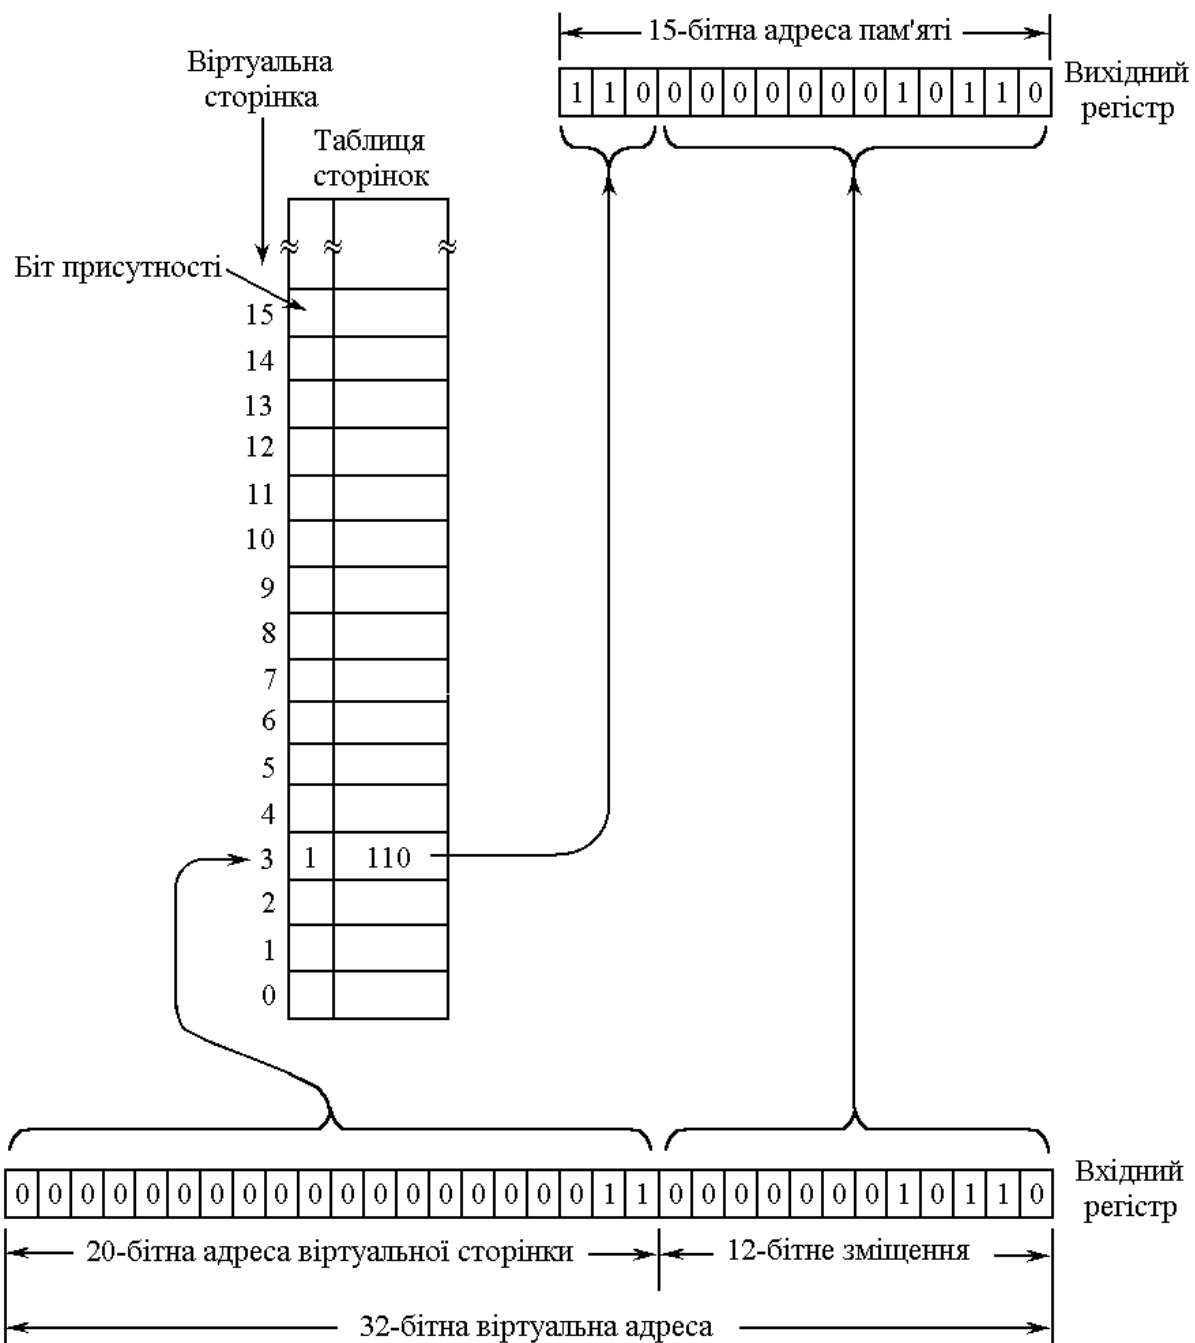 15-бітна адреса пам'яті
1 1 0 0 0 0 0 0 0 0 1 0 1 1 0
Вихідний
регістр
Віртуальна
сторінка
Таблиця
сторінок
Біт присутності
15
14
13
12
11
10
9
8
7
6
5
4
3 1 110
2
1
0
0 0 0 0 0 0 0 0 0 0 0 0 0 0 0 0 0 0 0 1 1 0 0 0 0 0 0 0 1 0 1 1 0
Вхідний
регістр
20-бітна адреса віртуальної сторінки
12-бітне зміщення
32-бітна віртуальна адреса